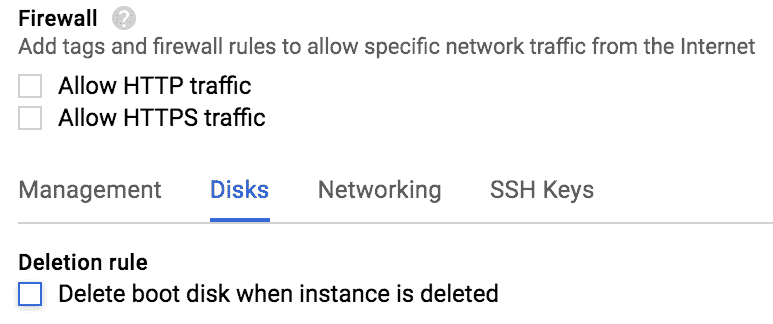 Firewall ?
Add tags and firewall rules to allow specific network traffic from the Internet
Allow HTTP traffic
Allow HTTPS traffic
Management Disks Networking SSH Keys
Deletion rule
Delete boot disk when instance is deleted